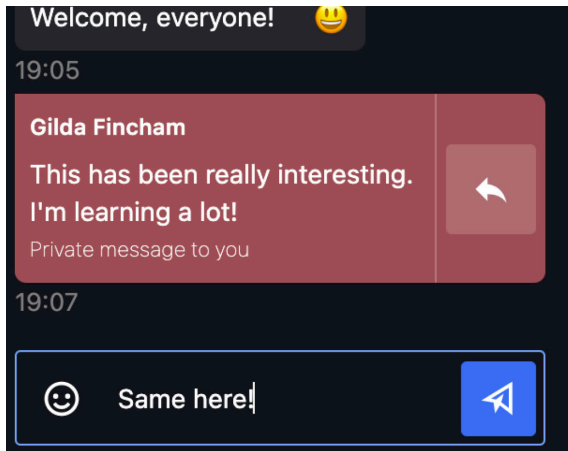 Welcome, everyone! 😃
19:05
Gilda Fincham
This has been really interesting.
I'm learning a lot!
Private message to you
19:07
Same here!